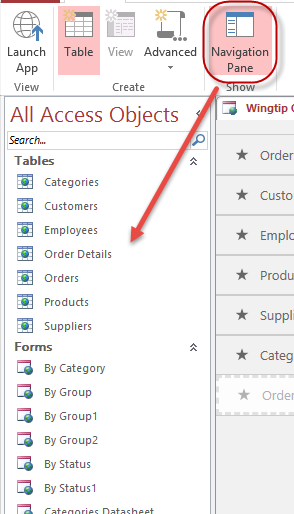 Launch App
Table
View
Advanced
Navigation Pane
View
Create
Show
All Access Objects
Search...
Tables
Categories
Customers
Employees
Order Details
Orders
Products
Suppliers
Forms
By Category
By Group
By Group1
By Group2
By Status
By Status1
Categories Datasheet
Wingtip
Order
Custo
Emplo
Produ
Suppli
Categ
Order